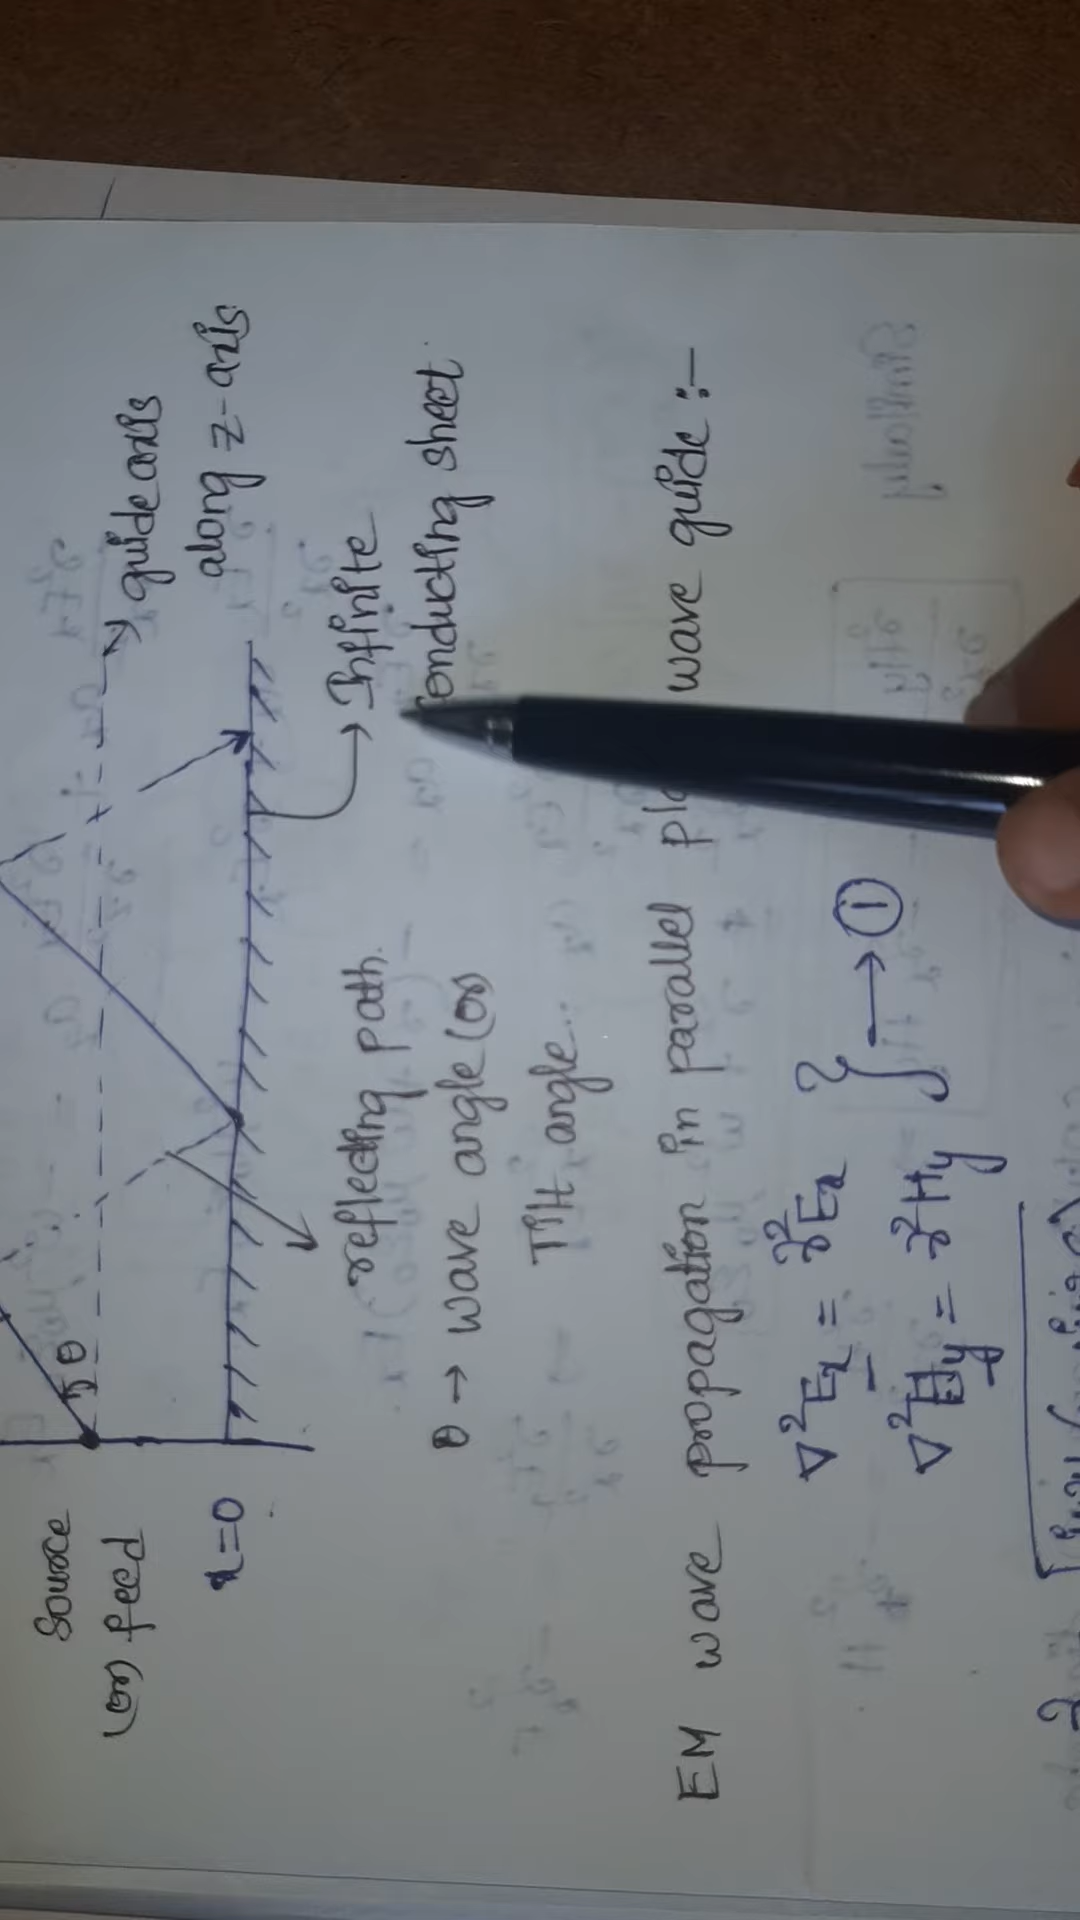 Source
(or) feed
θ
→ guide axis
along z-axis
x=0
→ Infinite
conducting sheet
reflecting path.
θ → wave angle (or)
Tilt angle.
EM wave propagation in parallel wave guide :-
∇²Eₓ = γ²Eₓ
∇²Hy = γ²Hy } → ①